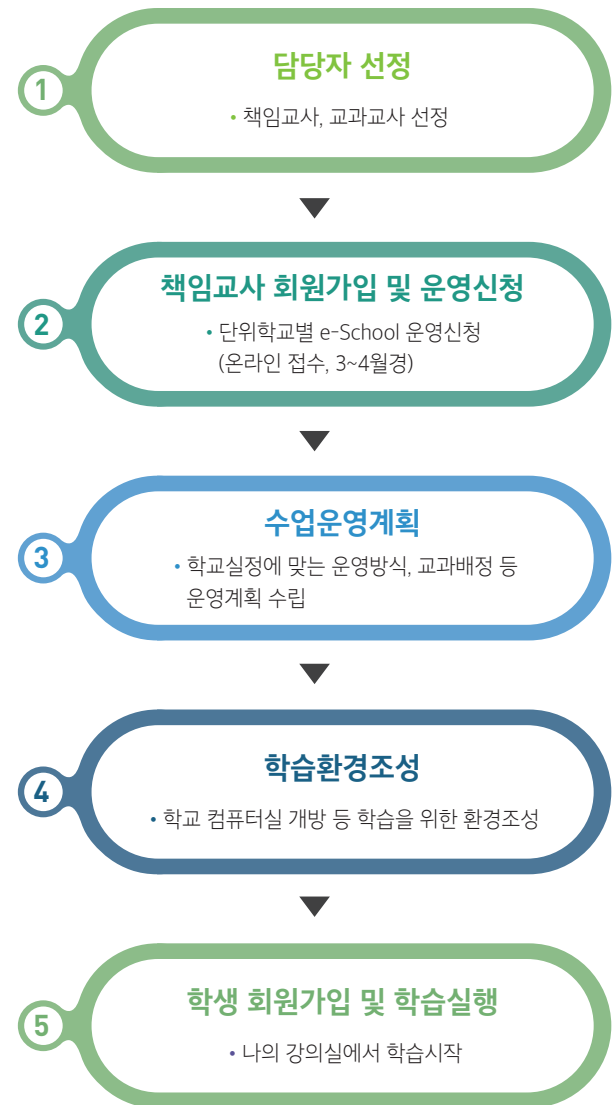 1
담당자 선정
• 책임교사, 교과교사 선정
2
책임교사 회원가입 및 운영신청
• 단위학교별 e-School 운영신청
(온라인 접수, 3~4월경)
3
수업운영계획
• 학교실정에 맞는 운영방식, 교과배정 등
운영계획 수립
4
학습환경조성
• 학교 컴퓨터실 개방 등 학습을 위한 환경조성
5
학생 회원가입 및 학습실행
• 나의 강의실에서 학습시작